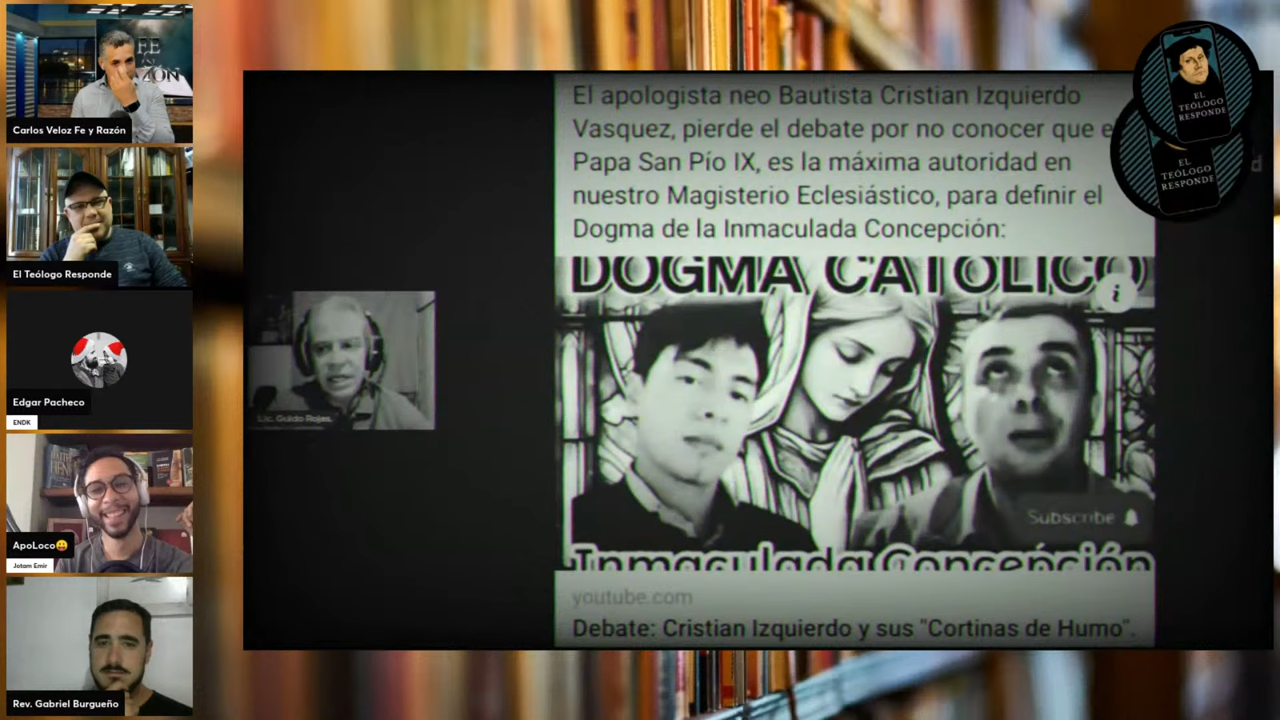 FE
RAZÓN
Carlos Veloz Fe y Razón
El Teólogo Responde
Edgar Pacheco
ENDK
ApoLoco😛
Jotam Emir
Rev. Gabriel Burgueño
El apologista neo Bautista Cristian Izquierdo
Vasquez, pierde el debate por no conocer que e
Papa San Pío IX, es la máxima autoridad en
nuestro Magisterio Eclesiástico, para definir el
Dogma de la Inmaculada Concepción:
DOGMA CATOLICO
Lic. Guido Rojas.
Subscribe
Inmaculada Concepción
youtube.com
Debate: Cristian Izquierdo y sus "Cortinas de Humo".
EL
TEÓLOGO
RESPONDE
EL
TEÓLOGO
RESPONDE